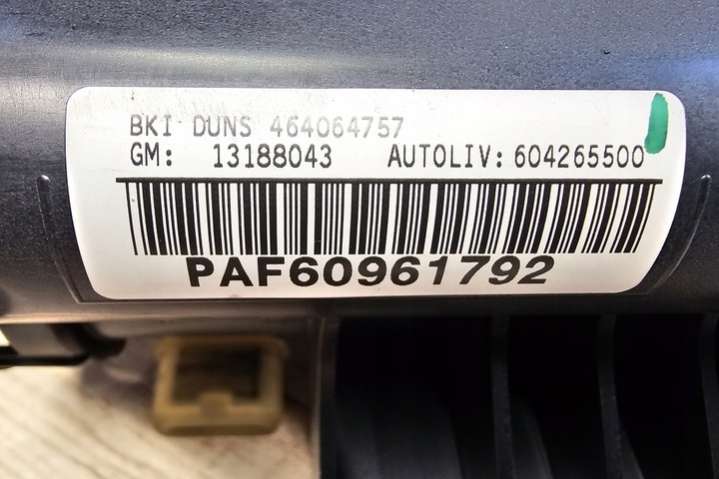 BKI DUNS 464064757
GM: 13188043 AUTOLIV: 604265500
PAF60961792